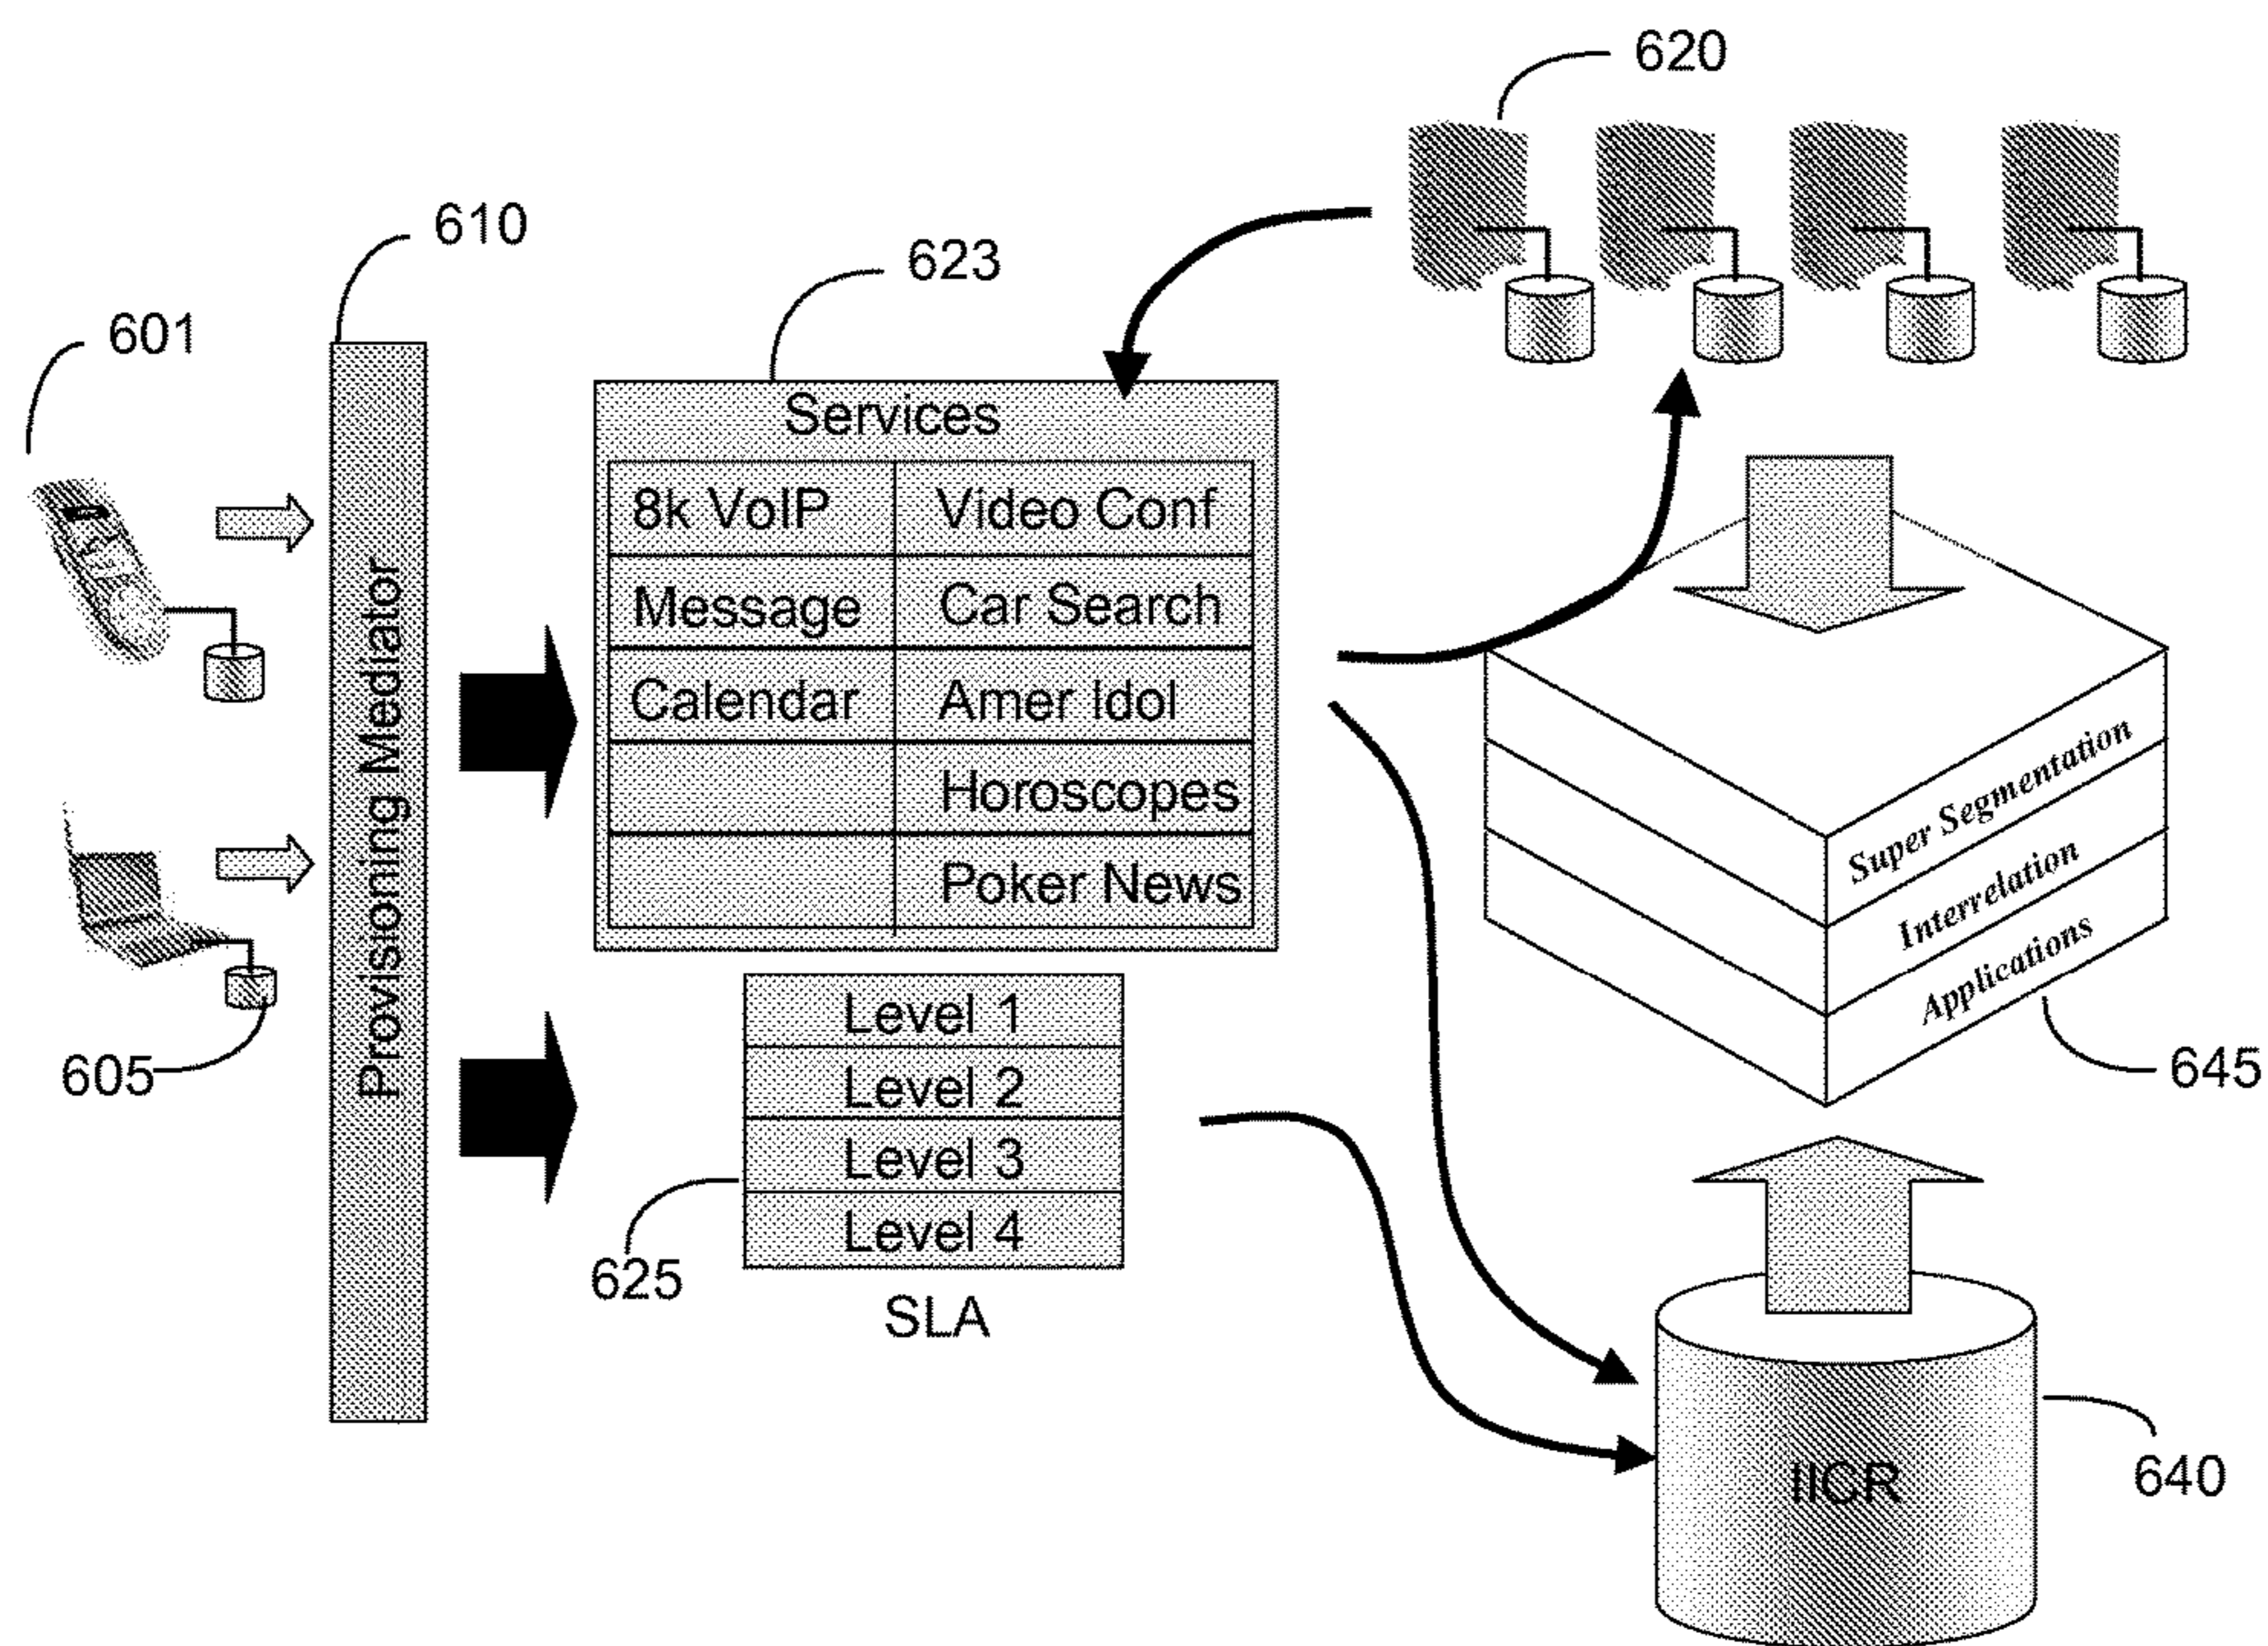 620
610
623
601
Services
8k VoIP Video Conf
Message Car Search
Calendar Amer Idol
Horoscopes
Poker News
Provisioning Mediator
Super Segmentation
Interrelation
Applications
605
645
Level 1
Level 2
Level 3
Level 4
625
SLA
IICR
640